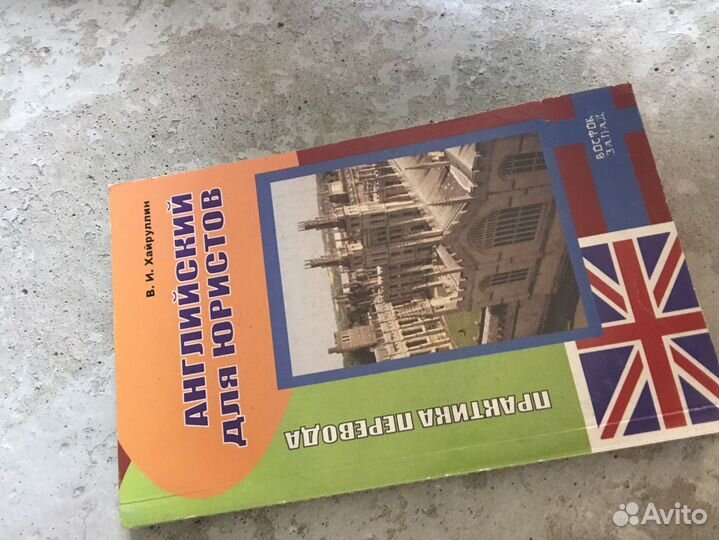 В. И. Хайруллин
АНГЛИЙСКИЙ
ДЛЯ ЮРИСТОВ
ПРАКТИКА ПЕРЕВОДА
ВОСТОК
ЗАПАД
Avito